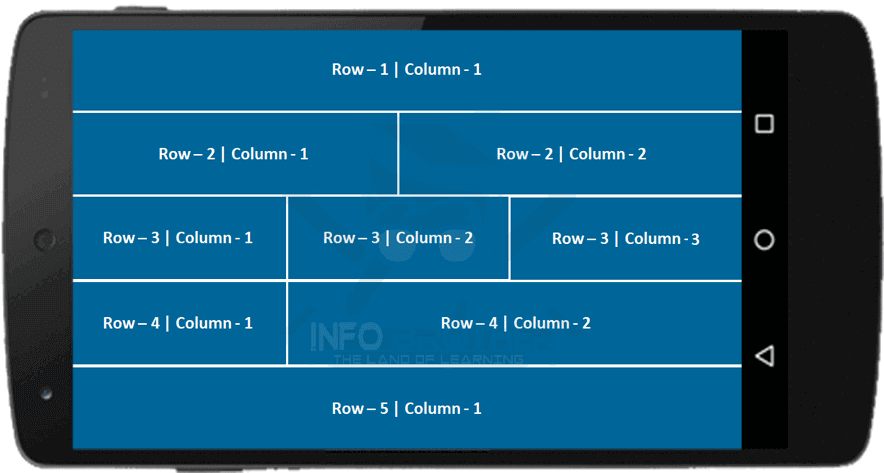 Row – 1 | Column - 1
Row – 2 | Column - 1 Row – 2 | Column - 2
Row – 3 | Column - 1 Row – 3 | Column - 2 Row – 3 | Column - 3
Row – 4 | Column - 1 Row – 4 | Column - 2
INFO
THE LAND OF LEARNING
Row – 5 | Column - 1